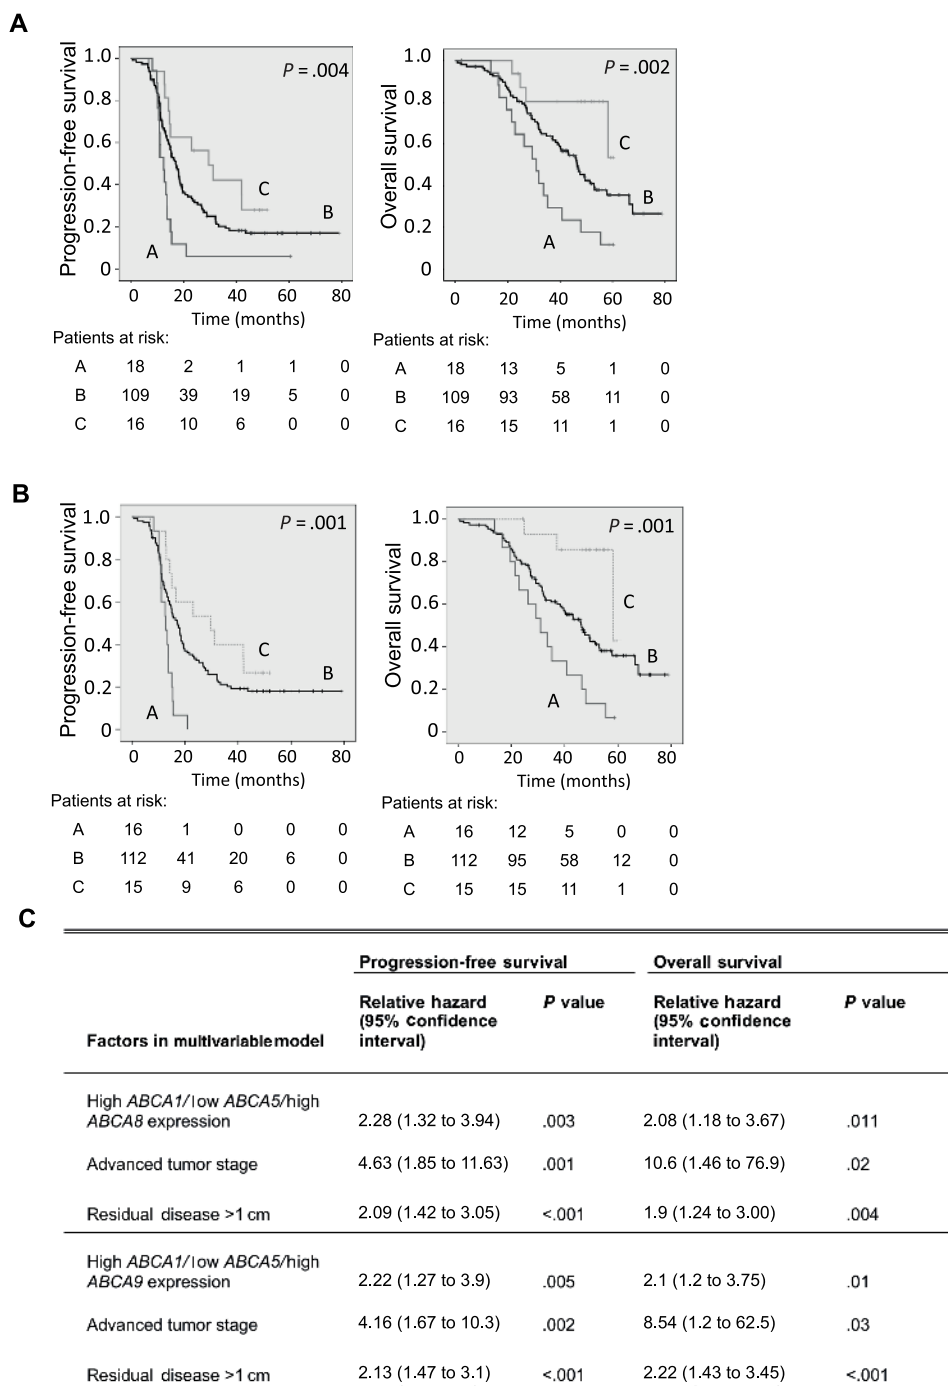 A
Progression-free survival
1.0
0.8
0.6
0.4
0.2
0
P = .004
C
B
A
0 20 40 60 80
Time (months)
Patients at risk:
A 18 2 1 1 0
B 109 39 19 5 0
C 16 10 6 0 0
Overall survival
1.0
0.8
0.6
0.4
0.2
0
P = .002
C
B
A
0 20 40 60 80
Time (months)
Patients at risk:
A 18 13 5 1 0
B 109 93 58 11 0
C 16 15 11 1 0
B
Progression-free survival
1.0
0.8
0.6
0.4
0.2
0
P = .001
C
B
A
0 20 40 60 80
Time (months)
Patients at risk:
A 16 1 0 0 0
B 112 41 20 6 0
C 15 9 6 0 0
Overall survival
1.0
0.8
0.6
0.4
0.2
0
P = .001
C
B
A
0 20 40 60 80
Time (months)
Patients at risk:
A 16 12 5 0 0
B 112 95 58 12 0
C 15 15 11 1 0
C
Progression-free survival Overall survival
Relative hazard P value Relative hazard P value
(95% confidence (95% confidence
Factors in multivariable model interval) interval)
High ABCA1/low ABCA5/high
ABCA8 expression 2.28 (1.32 to 3.94) .003 2.08 (1.18 to 3.67) .011
Advanced tumor stage 4.63 (1.85 to 11.63) .001 10.6 (1.46 to 76.9) .02
Residual disease >1 cm 2.09 (1.42 to 3.05) <.001 1.9 (1.24 to 3.00) .004
High ABCA1/low ABCA5/high
ABCA9 expression 2.22 (1.27 to 3.9) .005 2.1 (1.2 to 3.75) .01
Advanced tumor stage 4.16 (1.67 to 10.3) .002 8.54 (1.2 to 62.5) .03
Residual disease >1 cm 2.13 (1.47 to 3.1) <.001 2.22 (1.43 to 3.45) <.001